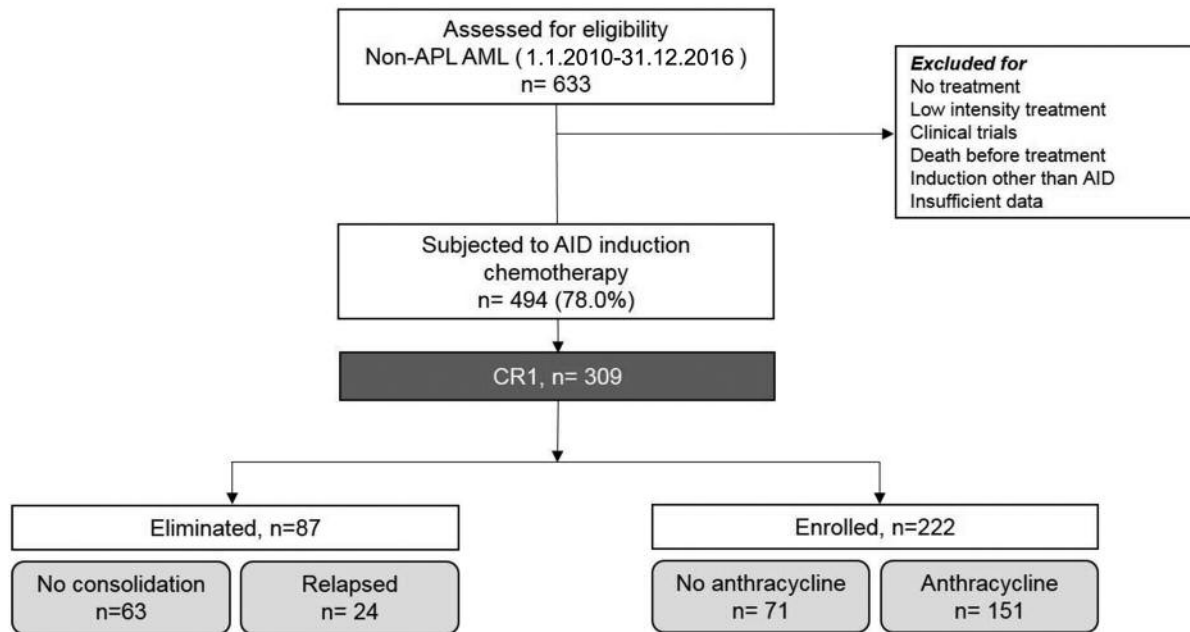 Assessed for eligibility
Non-APL AML ( 1.1.2010-31.12.2016 )
n= 633
Excluded for
No treatment
Low intensity treatment
Clinical trials
Death before treatment
Induction other than AID
Insufficient data
Subjected to AID induction
chemotherapy
n= 494 (78.0%)
CR1, n= 309
Eliminated, n=87
Enrolled, n=222
No consolidation
n=63
Relapsed
n= 24
No anthracycline
n= 71
Anthracycline
n= 151